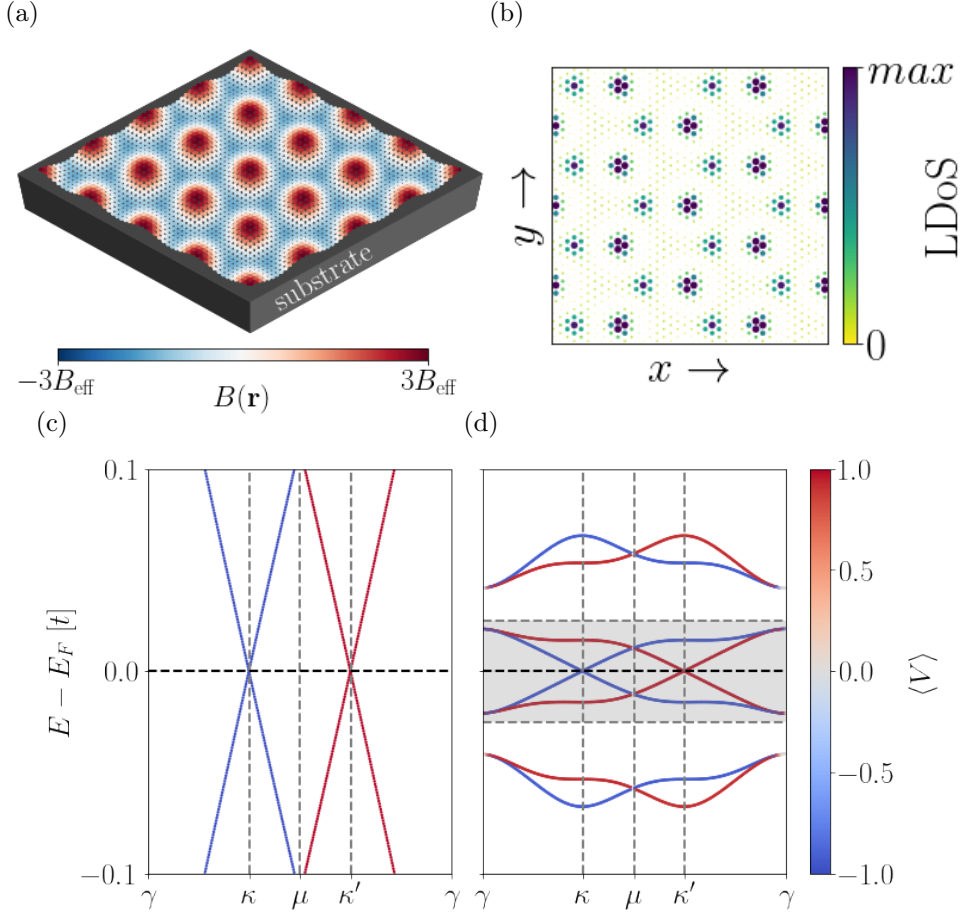 (a)
substrate
−3B_eff
3B_eff
B(r)
(b)
y →
x →
max
0
LDoS
(c)
E − E_F [t]
0.1
0.0
−0.1
γ
κ
μ
κ′
γ
(d)
γ
κ
μ
κ′
γ
1.0
0.5
0.0
−0.5
−1.0
⟨V⟩